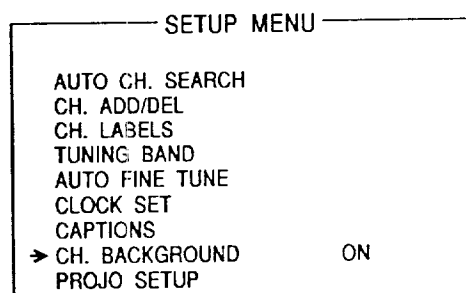 SETUP MENU
AUTO CH. SEARCH
CH. ADD/DEL
CH. LABELS
TUNING BAND
AUTO FINE TUNE
CLOCK SET
CAPTIONS
→ CH. BACKGROUND ON
PROJO SETUP